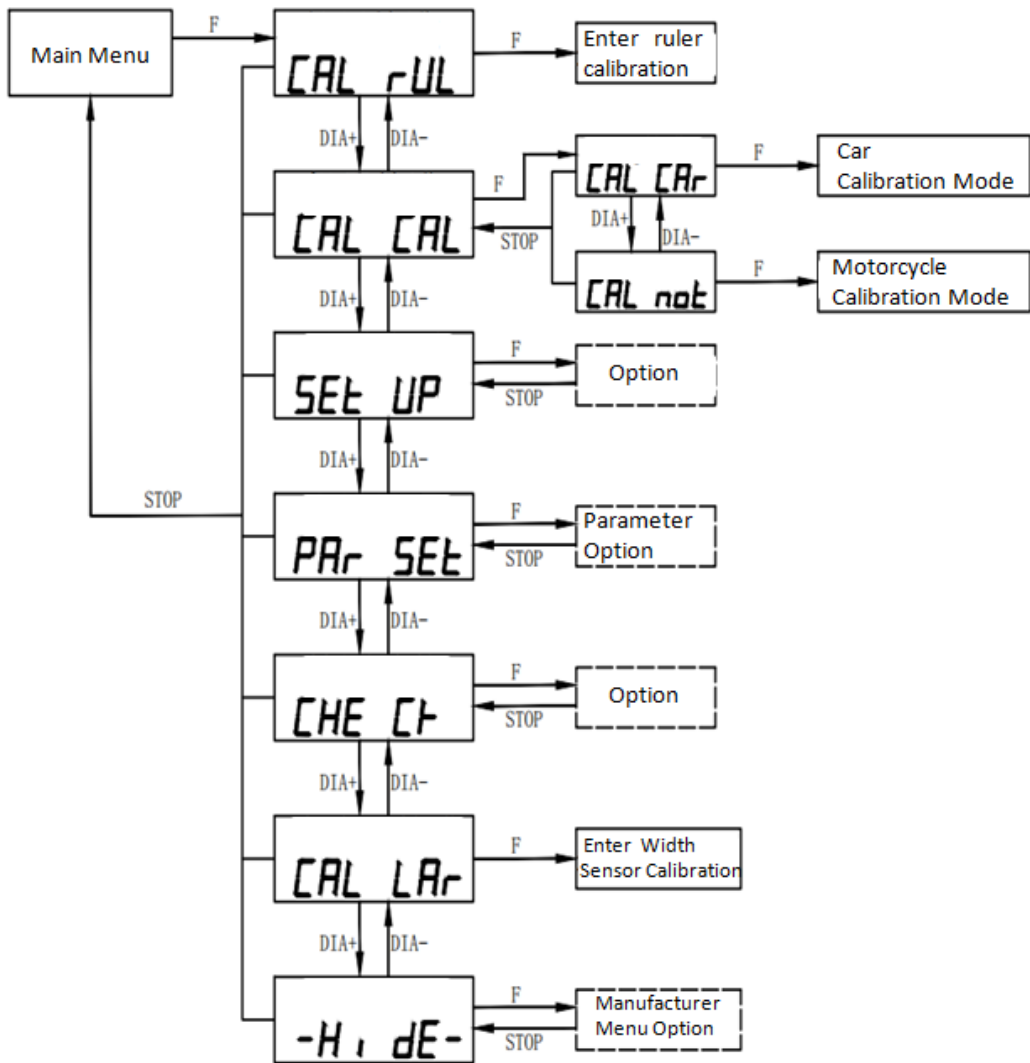 Main Menu
F
CAL rUL
F
Enter ruler
calibration
DIA+
DIA-
CAL CAL
F
STOP
CAL CAr
F
Car
Calibration Mode
DIA+
DIA-
CAL not
F
Motorcycle
Calibration Mode
DIA+
DIA-
SEt UP
F
STOP
Option
DIA+
DIA-
STOP
PAr SEt
F
STOP
Parameter
Option
DIA+
DIA-
CHE Ct
F
STOP
Option
DIA+
DIA-
CAL LAr
F
Enter Width
Sensor Calibration
DIA+
DIA-
-Hi dE-
F
STOP
Manufacturer
Menu Option